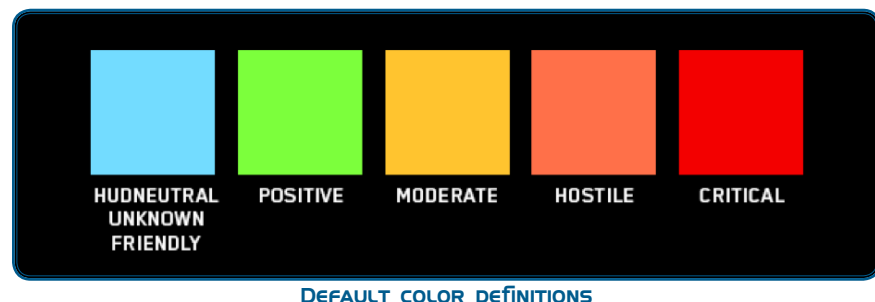 HUDNEUTRAL POSITIVE MODERATE HOSTILE CRITICAL
UNKNOWN
FRIENDLY
DEFAULT COLOR DEFINITIONS